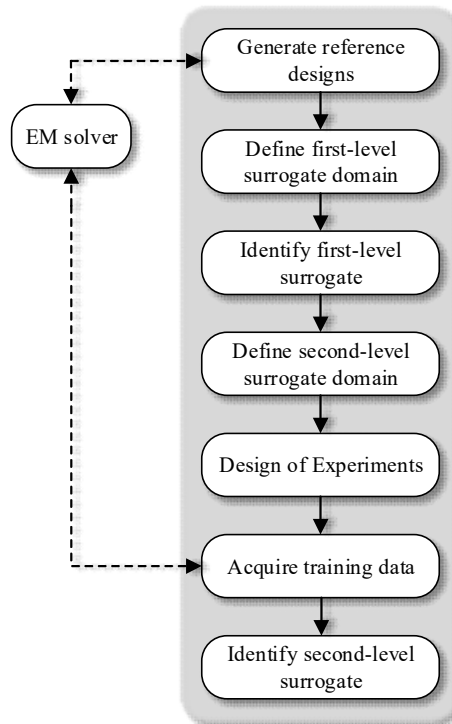 Generate reference
designs
EM solver
Define first-level
surrogate domain
Identify first-level
surrogate
Define second-level
surrogate domain
Design of Experiments
Acquire training data
Identify second-level
surrogate